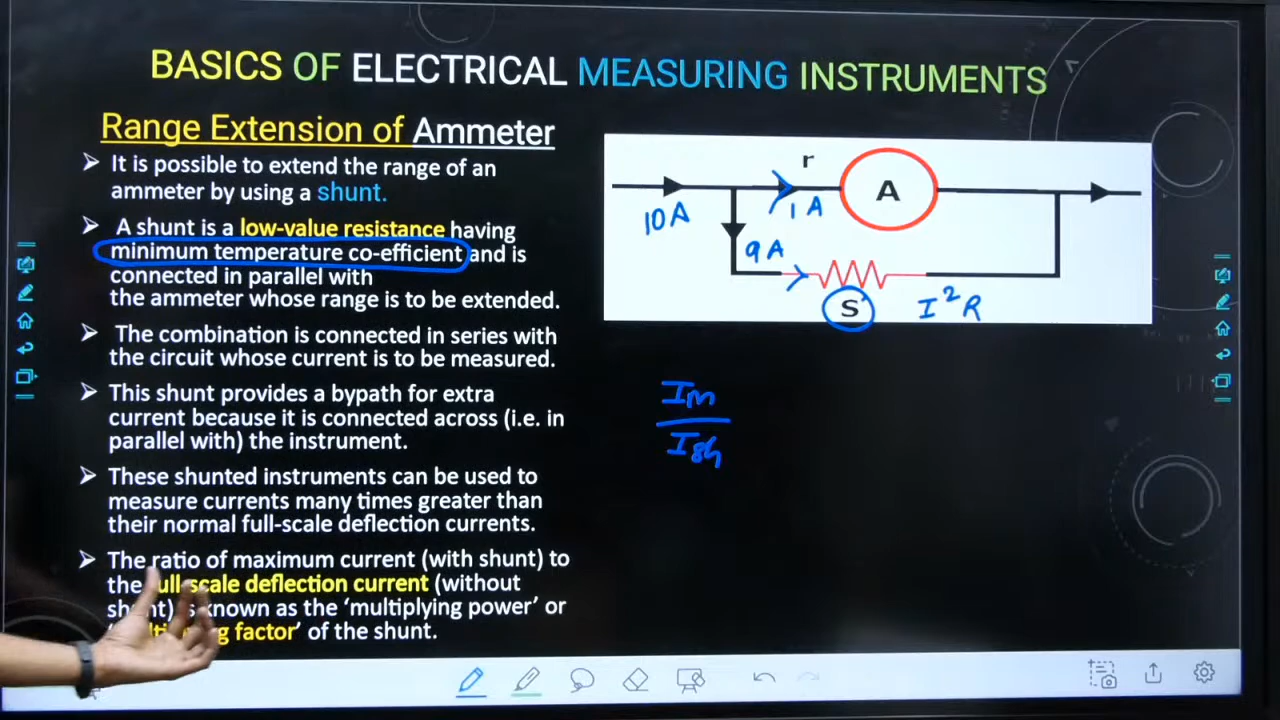 BASICS OF ELECTRICAL MEASURING INSTRUMENTS
Range Extension of Ammeter
It is possible to extend the range of an
ammeter by using a shunt.
A shunt is a low-value resistance having
minimum temperature co-efficient and is
connected in parallel with
the ammeter whose range is to be extended.
The combination is connected in series with
the circuit whose current is to be measured.
This shunt provides a bypath for extra
current because it is connected across (i.e. in
parallel with) the instrument.
These shunted instruments can be used to
measure currents many times greater than
their normal full-scale deflection currents.
The ratio of maximum current (with shunt) to
the scale deflection current (without
known as the 'multiplying power' or
factor' of the shunt.
r
A
10A
1 A
9A
S
I²R
Im
Ish